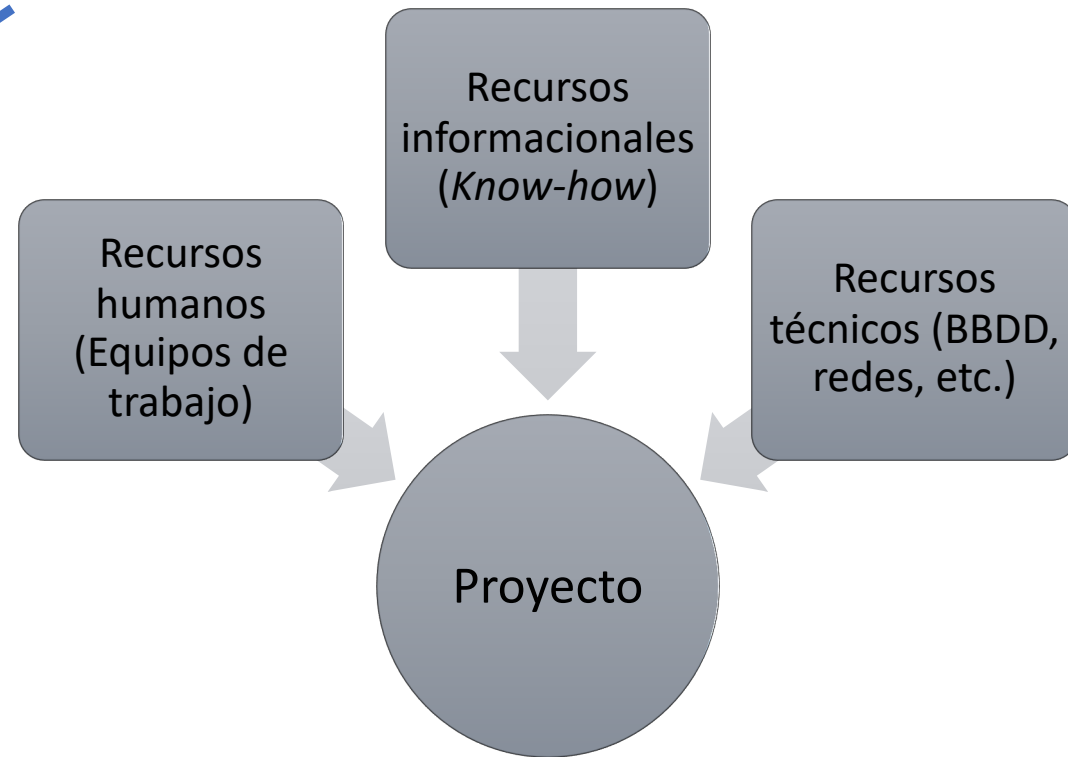 Recursos
informacionales
(Know-how)
Recursos
humanos
(Equipos de
trabajo)
Recursos
técnicos (BBDD,
redes, etc.)
Proyecto